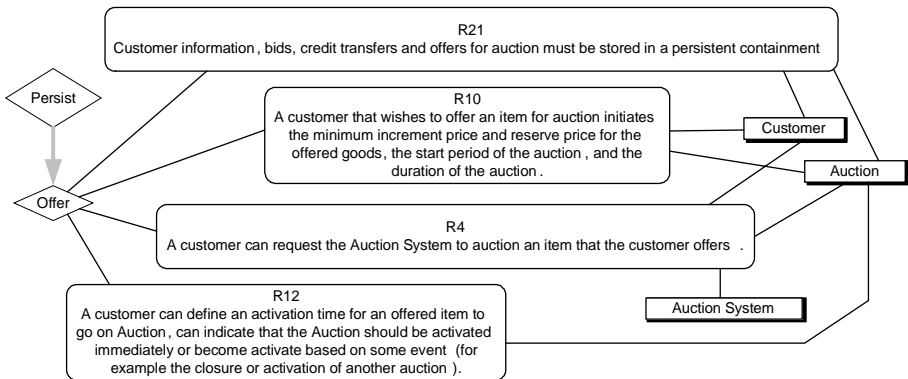 R21
Customer information, bids, credit transfers and offers for auction must be stored in a persistent containment
Persist
R10
A customer that wishes to offer an item for auction initiates
the minimum increment price and reserve price for the
offered goods, the start period of the auction, and the
duration of the auction.
Customer
Auction
Offer
R4
A customer can request the Auction System to auction an item that the customer offers.
R12
A customer can define an activation time for an offered item to
go on Auction, can indicate that the Auction should be activated
immediately or become activate based on some event (for
example the closure or activation of another auction).
Auction System